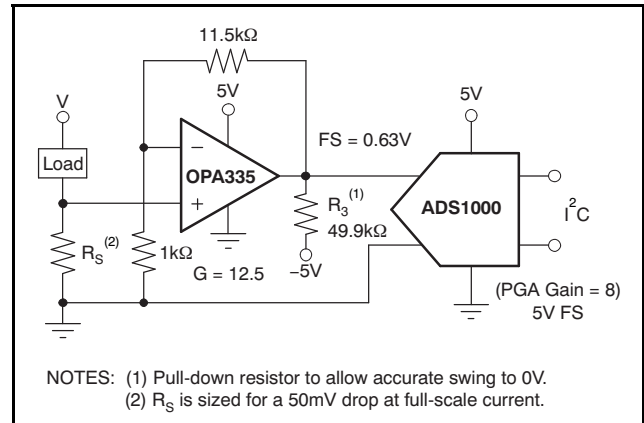 11.5kΩ
V
5V
5V
FS = 0.63V
Load
−
OPA335
+
R3(1)
49.9kΩ
ADS1000
I2C
RS(2)
1kΩ
G = 12.5
−5V
(PGA Gain = 8)
5V FS
NOTES: (1) Pull-down resistor to allow accurate swing to 0V.
(2) RS is sized for a 50mV drop at full-scale current.